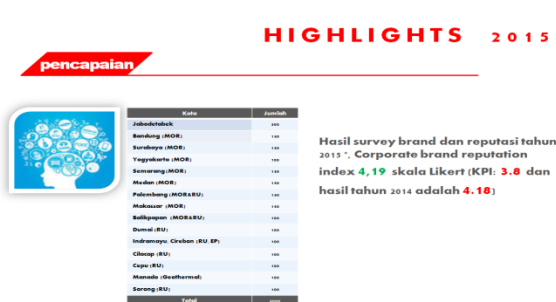 HIGHLIGHTS 2015
pencapaian
Kota Jumlah
Jabodetabek
Bandung (MOR)
Surabaya (MOR)
Yogyakarta (MOR)
Semarang (MOR)
Medan (MOR)
Palembang (MOR&RU)
Makassar (MOR)
Balikpapan (MOR&RU)
Dumai (RU)
Indramayu, Cirebon (RU, EP)
Cilacap (RU)
Cepu (RU)
Manado (Geothermal)
Sorong (RU)
Total
Hasil survey brand dan reputasi tahun
2015 ". Corporate brand reputation
index 4,19 skala Likert (KPI: 3.8 dan
hasil tahun 2014 adalah 4.18)